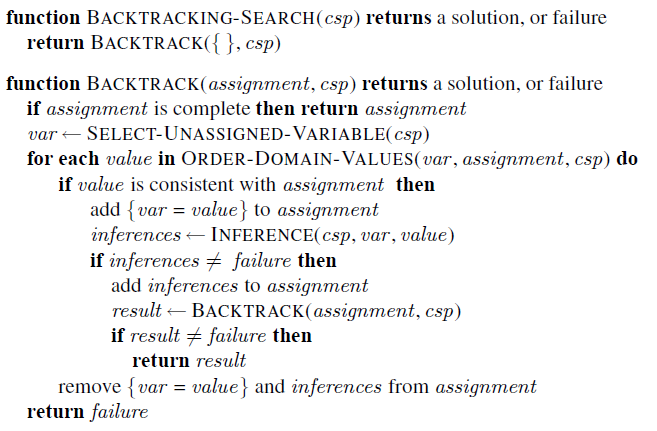 function BACKTRACKING-SEARCH(csp) returns a solution, or failure
return BACKTRACK({ }, csp)
function BACKTRACK(assignment, csp) returns a solution, or failure
if assignment is complete then return assignment
var ← SELECT-UNASSIGNED-VARIABLE(csp)
for each value in ORDER-DOMAIN-VALUES(var, assignment, csp) do
if value is consistent with assignment then
add {var = value} to assignment
inferences ← INFERENCE(csp, var, value)
if inferences ≠ failure then
add inferences to assignment
result ← BACKTRACK(assignment, csp)
if result ≠ failure then
return result
remove {var = value} and inferences from assignment
return failure